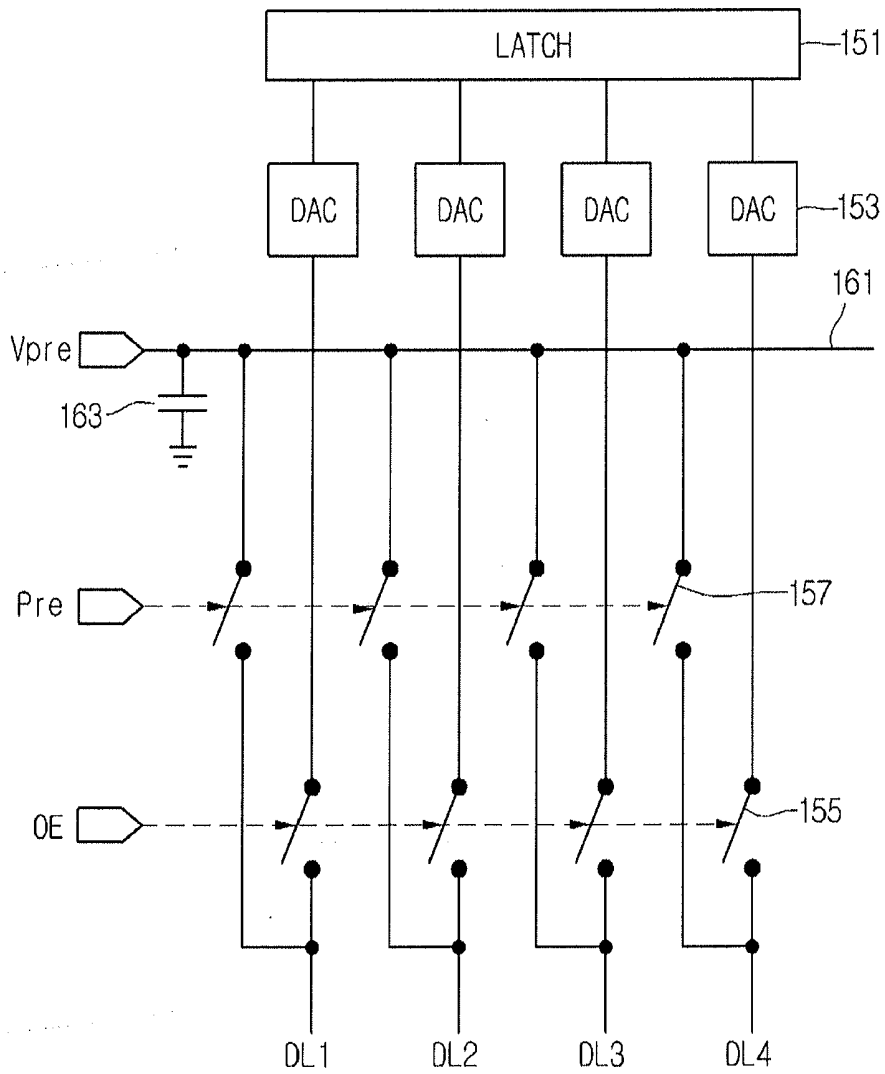 LATCH
151
DAC DAC DAC DAC
153
161
Vpre
163
Pre
157
OE
155
DL1 DL2 DL3 DL4